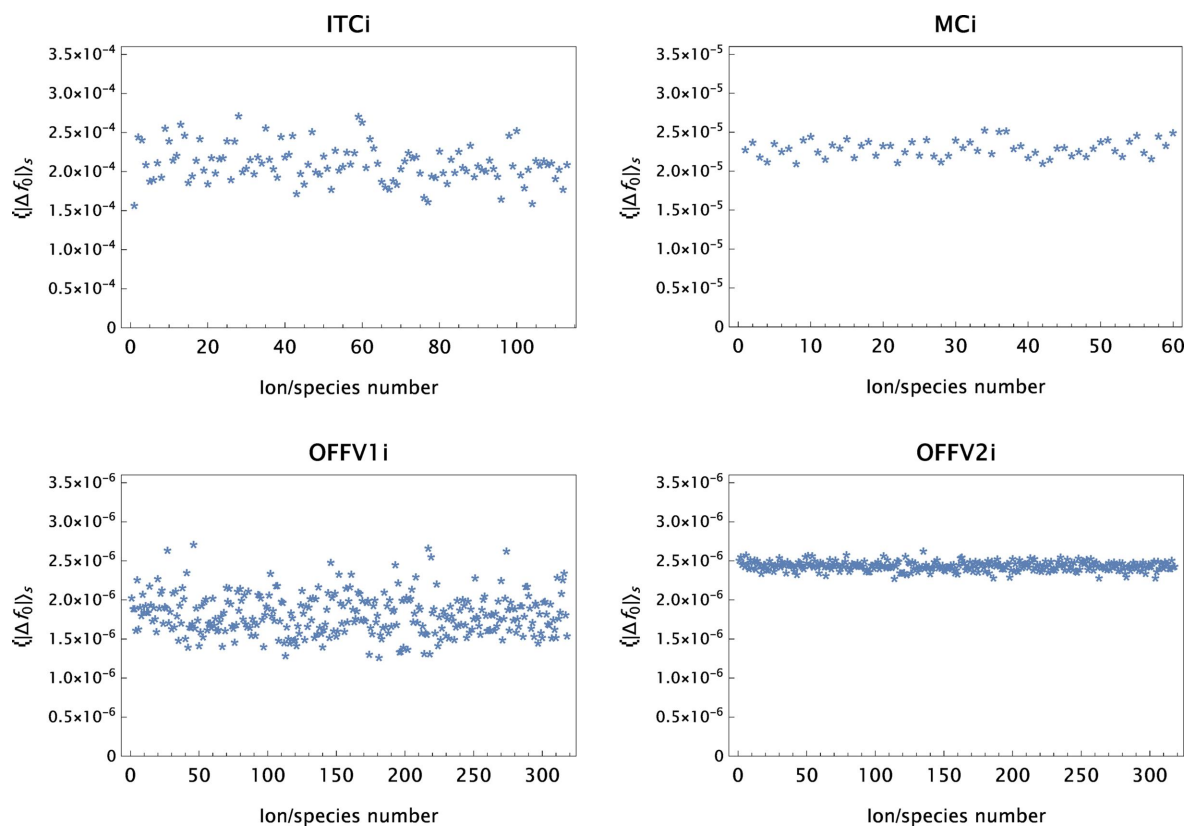 ITCi
3.5×10⁻⁴
3.0×10⁻⁴
2.5×10⁻⁴
2.0×10⁻⁴
1.5×10⁻⁴
1.0×10⁻⁴
0.5×10⁻⁴
0
⟨|Δf₀|⟩ₛ
0 20 40 60 80 100
Ion/species number
MCi
3.5×10⁻⁵
3.0×10⁻⁵
2.5×10⁻⁵
2.0×10⁻⁵
1.5×10⁻⁵
1.0×10⁻⁵
0.5×10⁻⁵
0
⟨|Δf₀|⟩ₛ
0 10 20 30 40 50 60
Ion/species number
OFFV1i
3.5×10⁻⁶
3.0×10⁻⁶
2.5×10⁻⁶
2.0×10⁻⁶
1.5×10⁻⁶
1.0×10⁻⁶
0.5×10⁻⁶
0
⟨|Δf₀|⟩ₛ
0 50 100 150 200 250 300
Ion/species number
OFFV2i
3.5×10⁻⁶
3.0×10⁻⁶
2.5×10⁻⁶
2.0×10⁻⁶
1.5×10⁻⁶
1.0×10⁻⁶
0.5×10⁻⁶
0
⟨|Δf₀|⟩ₛ
0 50 100 150 200 250 300
Ion/species number